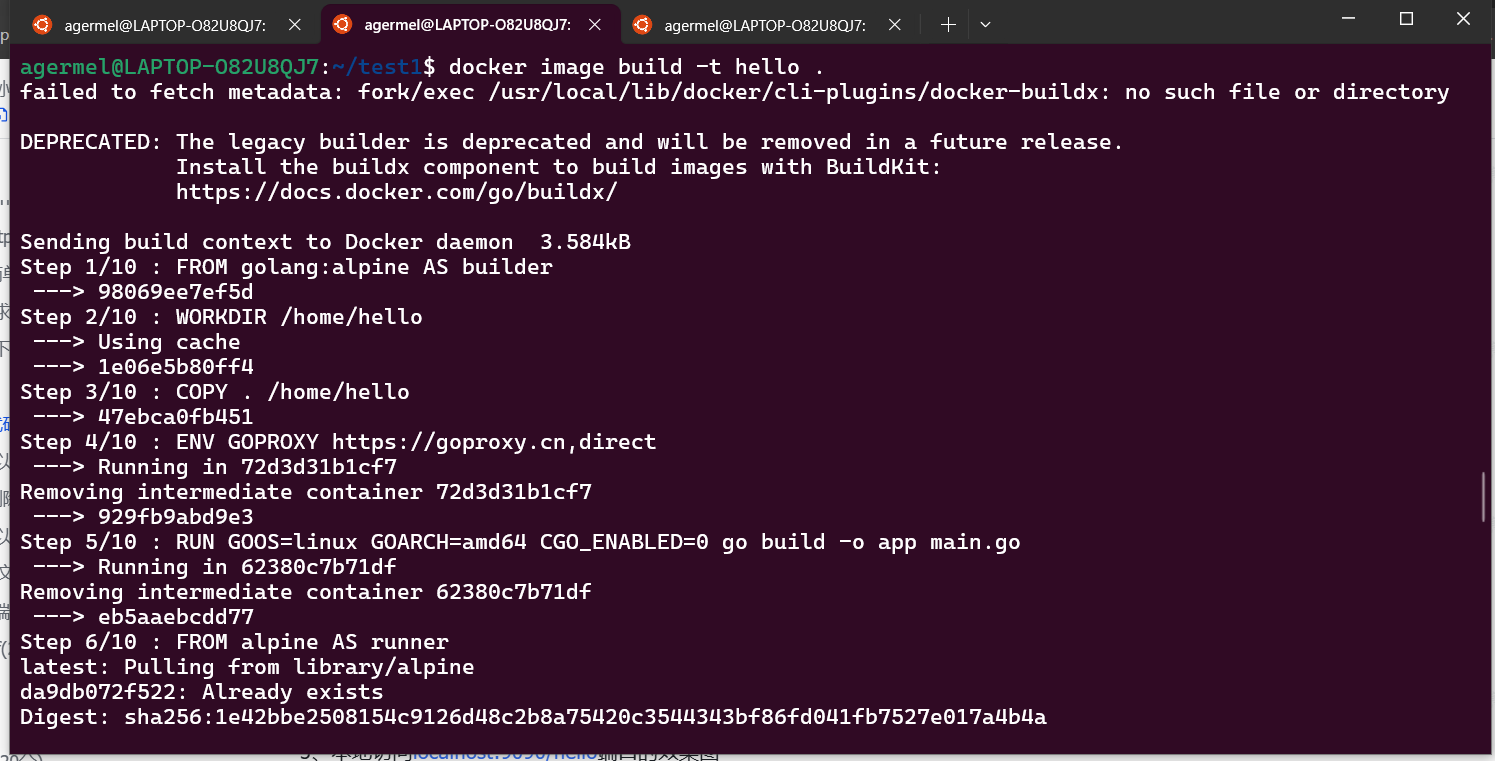 agermel@LAPTOP-O82U8QJ7: agermel@LAPTOP-O82U8QJ7: agermel@LAPTOP-O82U8QJ7:
agermel@LAPTOP-O82U8QJ7:~/test1$ docker image build -t hello .
failed to fetch metadata: fork/exec /usr/local/lib/docker/cli-plugins/docker-buildx: no such file or directory
DEPRECATED: The legacy builder is deprecated and will be removed in a future release.
Install the buildx component to build images with BuildKit:
https://docs.docker.com/go/buildx/
Sending build context to Docker daemon  3.584kB
Step 1/10 : FROM golang:alpine AS builder
---> 98069ee7ef5d
Step 2/10 : WORKDIR /home/hello
---> Using cache
---> 1e06e5b80ff4
Step 3/10 : COPY . /home/hello
---> 47ebca0fb451
Step 4/10 : ENV GOPROXY https://goproxy.cn,direct
---> Running in 72d3d31b1cf7
Removing intermediate container 72d3d31b1cf7
---> 929fb9abd9e3
Step 5/10 : RUN GOOS=linux GOARCH=amd64 CGO_ENABLED=0 go build -o app main.go
---> Running in 62380c7b71df
Removing intermediate container 62380c7b71df
---> eb5aaebcdd77
Step 6/10 : FROM alpine AS runner
latest: Pulling from library/alpine
da9db072f522: Already exists
Digest: sha256:1e42bbe2508154c9126d48c2b8a75420c3544343bf86fd041fb7527e017a4b4a